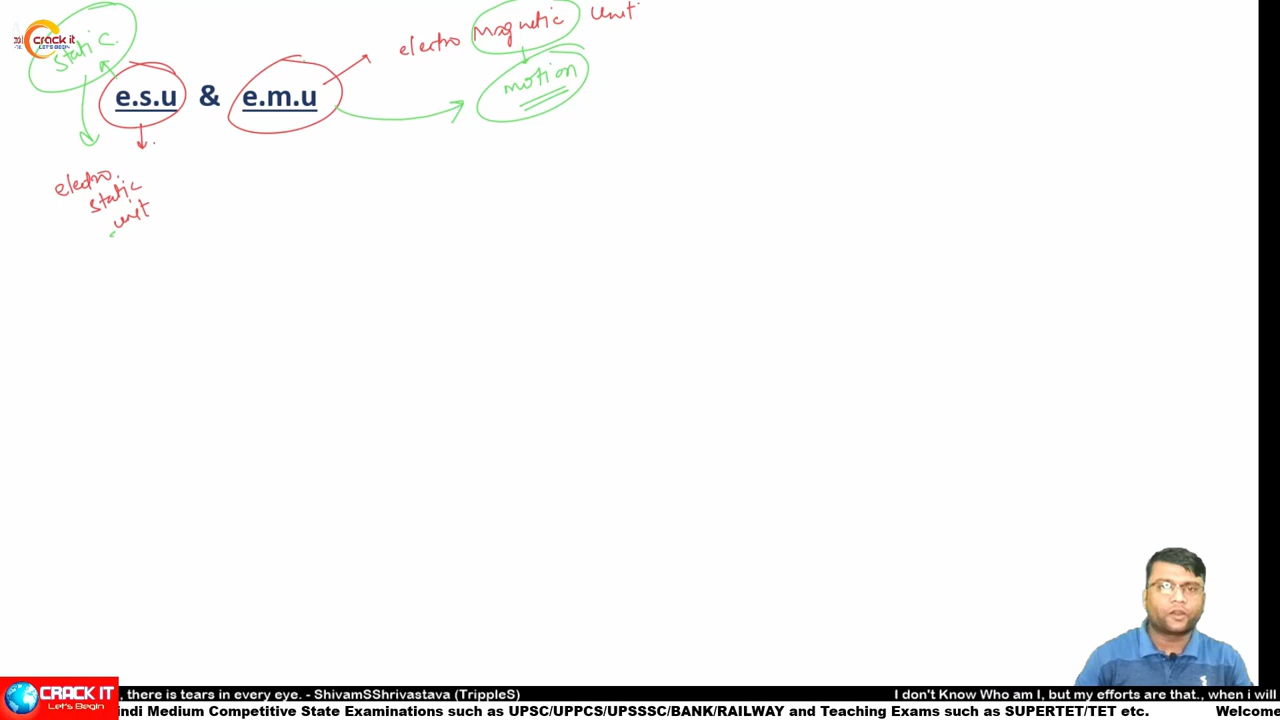 crack it
LET'S BEGIN
static.
electro magnetic unit.
motion
e.s.u & e.m.u
electro.
static
unit
CRACK IT
Let's Begin
, there is tears in every eye. - ShivamSShrivastava (TrippleS) I don't Know Who am I, but my efforts are that., when i will
indi Medium Competitive State Examinations such as UPSC/UPPCS/UPSSSC/BANK/RAILWAY and Teaching Exams such as SUPERTET/TET etc. Welcome